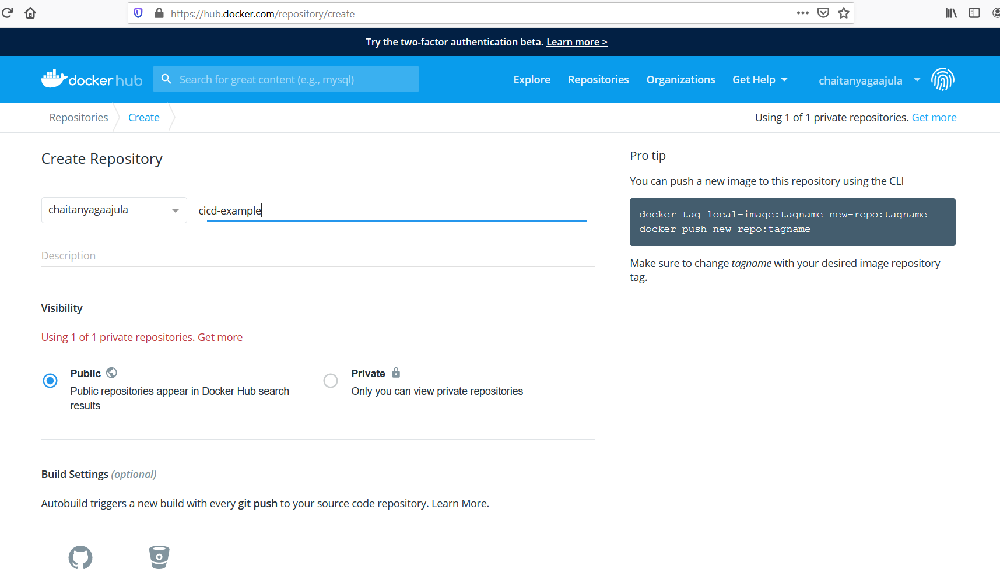 https://hub.docker.com/repository/create
Try the two-factor authentication beta. Learn more >
docker hub
Search for great content (e.g., mysql)
Explore
Repositories
Organizations
Get Help
chaitanyagaajula
Repositories
Create
Using 1 of 1 private repositories. Get more
Create Repository
chaitanyagaajula
cicd-example
Description
Visibility
Using 1 of 1 private repositories. Get more
Public
Public repositories appear in Docker Hub search
results
Private
Only you can view private repositories
Build Settings (optional)
Autobuild triggers a new build with every git push to your source code repository. Learn More.
Pro tip
You can push a new image to this repository using the CLI
docker tag local-image:tagname new-repo:tagname
docker push new-repo:tagname
Make sure to change tagname with your desired image repository
tag.